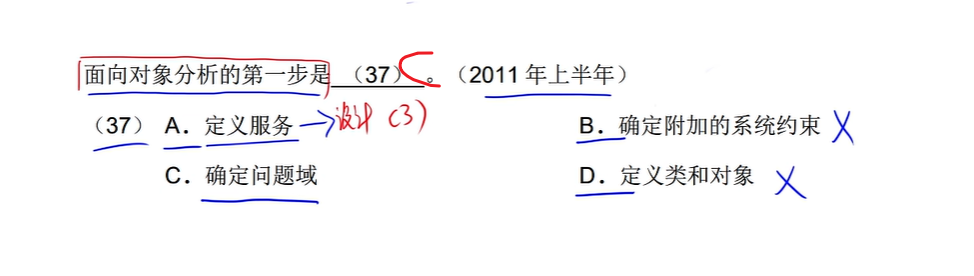 面向对象分析的第一步是 （37） C 。（2011 年上半年）
（37） A．定义服务 → 设计（3） B．确定附加的系统约束 X
C．确定问题域 D．定义类和对象 X